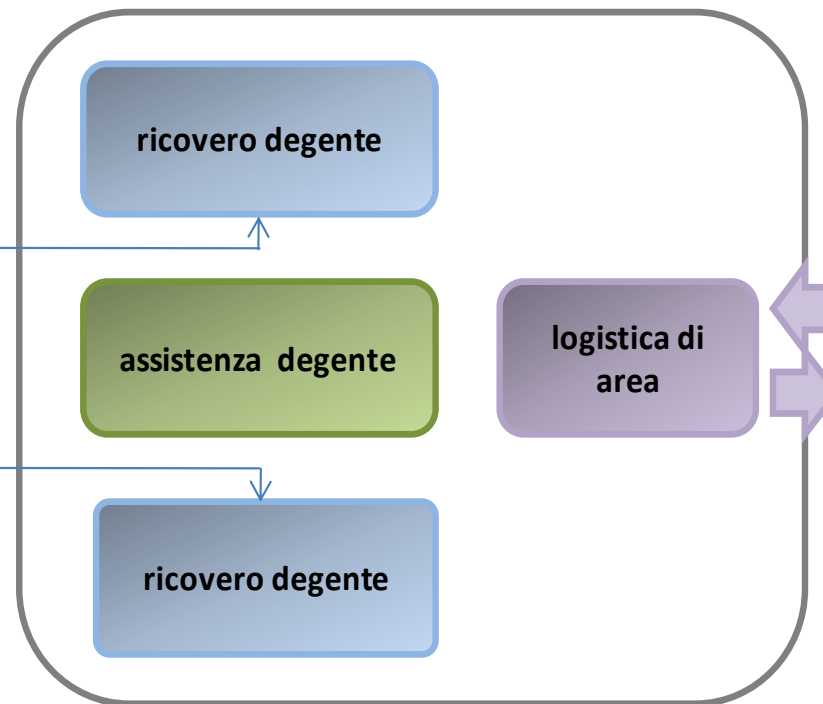 ricovero degente
assistenza degente
logistica di
area
ricovero degente